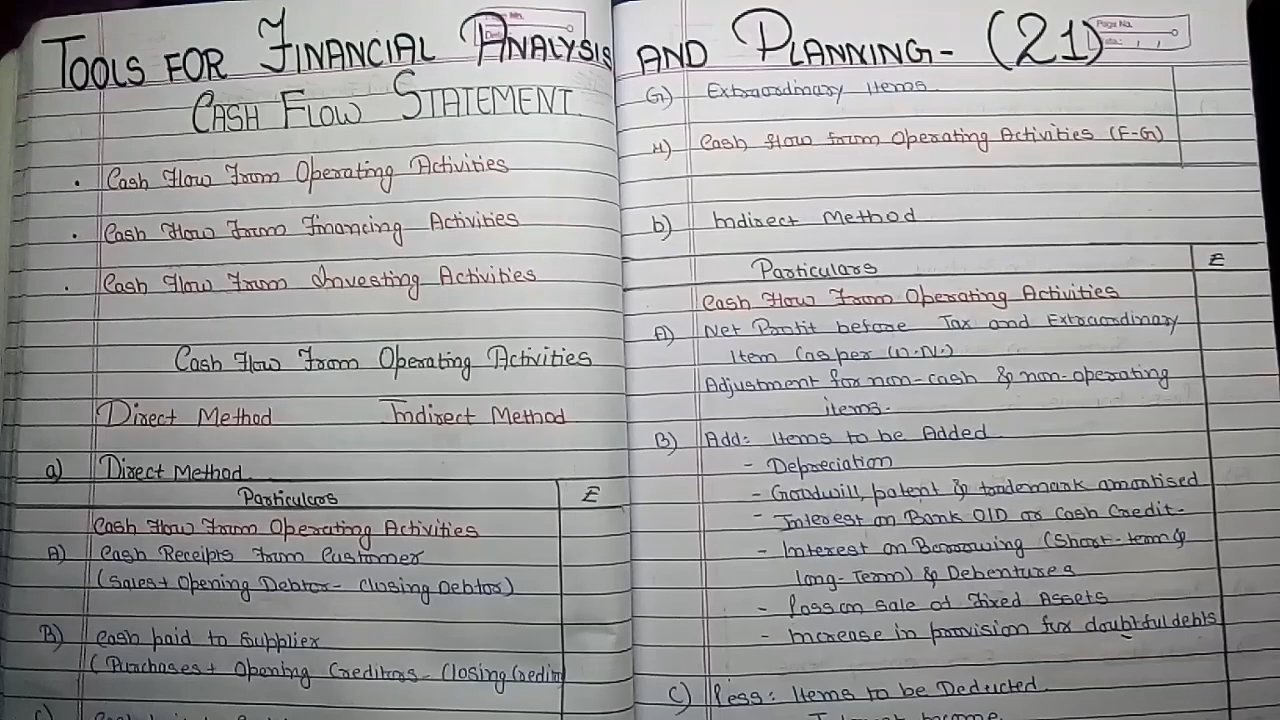 TOOLS FOR FINANCIAL ANALYSIS AND PLANNING- (21)
CASH FLOW STATEMENT
. Cash Flow From Operating Activities
. Cash Flow From Financing Activities
. Cash Flow From Investing Activities
Cash Flow From Operating Activities
Direct Method Indirect Method
a) Direct Method
Particulars ₹
Cash Flow From Operating Activities
A) Cash Receipts from Customer
(Sales+ Opening Debtor- Closing Debtor)
B) Cash paid to Supplier
(Purchases+ Opening Creditors- Closing Credito
c)
Page No.
G) Extraordinary Items
H) Cash flow from Operating Activities (F-G)
b) Indirect Method
Particulars ₹
Cash Flow From Operating Activities
A) Net Profit before Tax and Extraordinary
Item (as per W.N.)
Adjustment for non-cash & non-operating
items.
B) Add: Items to be Added
- Depreciation
- Goodwill, patent & trademark amortised
- Interest on Bank O/D or Cash Credit-
- Interest on Borrowing (Short-term &
long-Term) & Debentures
- Loss on sale of Fixed Assets
- Increase in provision for doubtful debts
C) Less: Items to be Deducted